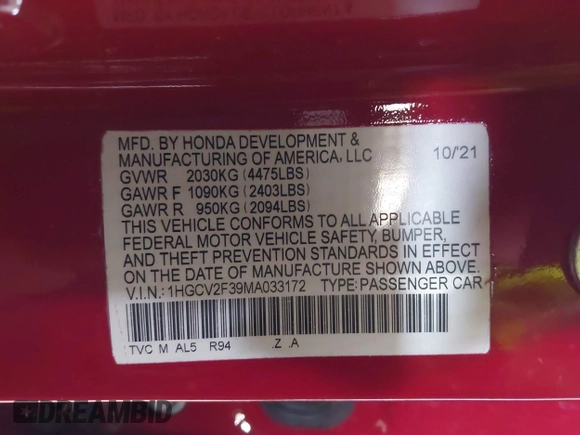 MFD. BY HONDA DEVELOPMENT &
MANUFACTURING OF AMERICA, LLC 10/'21
GVWR 2030KG (4475LBS)
GAWR F 1090KG (2403LBS)
GAWR R 950KG (2094LBS)
THIS VEHICLE CONFORMS TO ALL APPLICABLE
FEDERAL MOTOR VEHICLE SAFETY, BUMPER,
AND THEFT PREVENTION STANDARDS IN EFFECT
ON THE DATE OF MANUFACTURE SHOWN ABOVE.
V.I.N.: 1HGCV2F39MA033172 TYPE: PASSENGER CAR
TVC M AL5 R94 .Z .A
DREAMBID